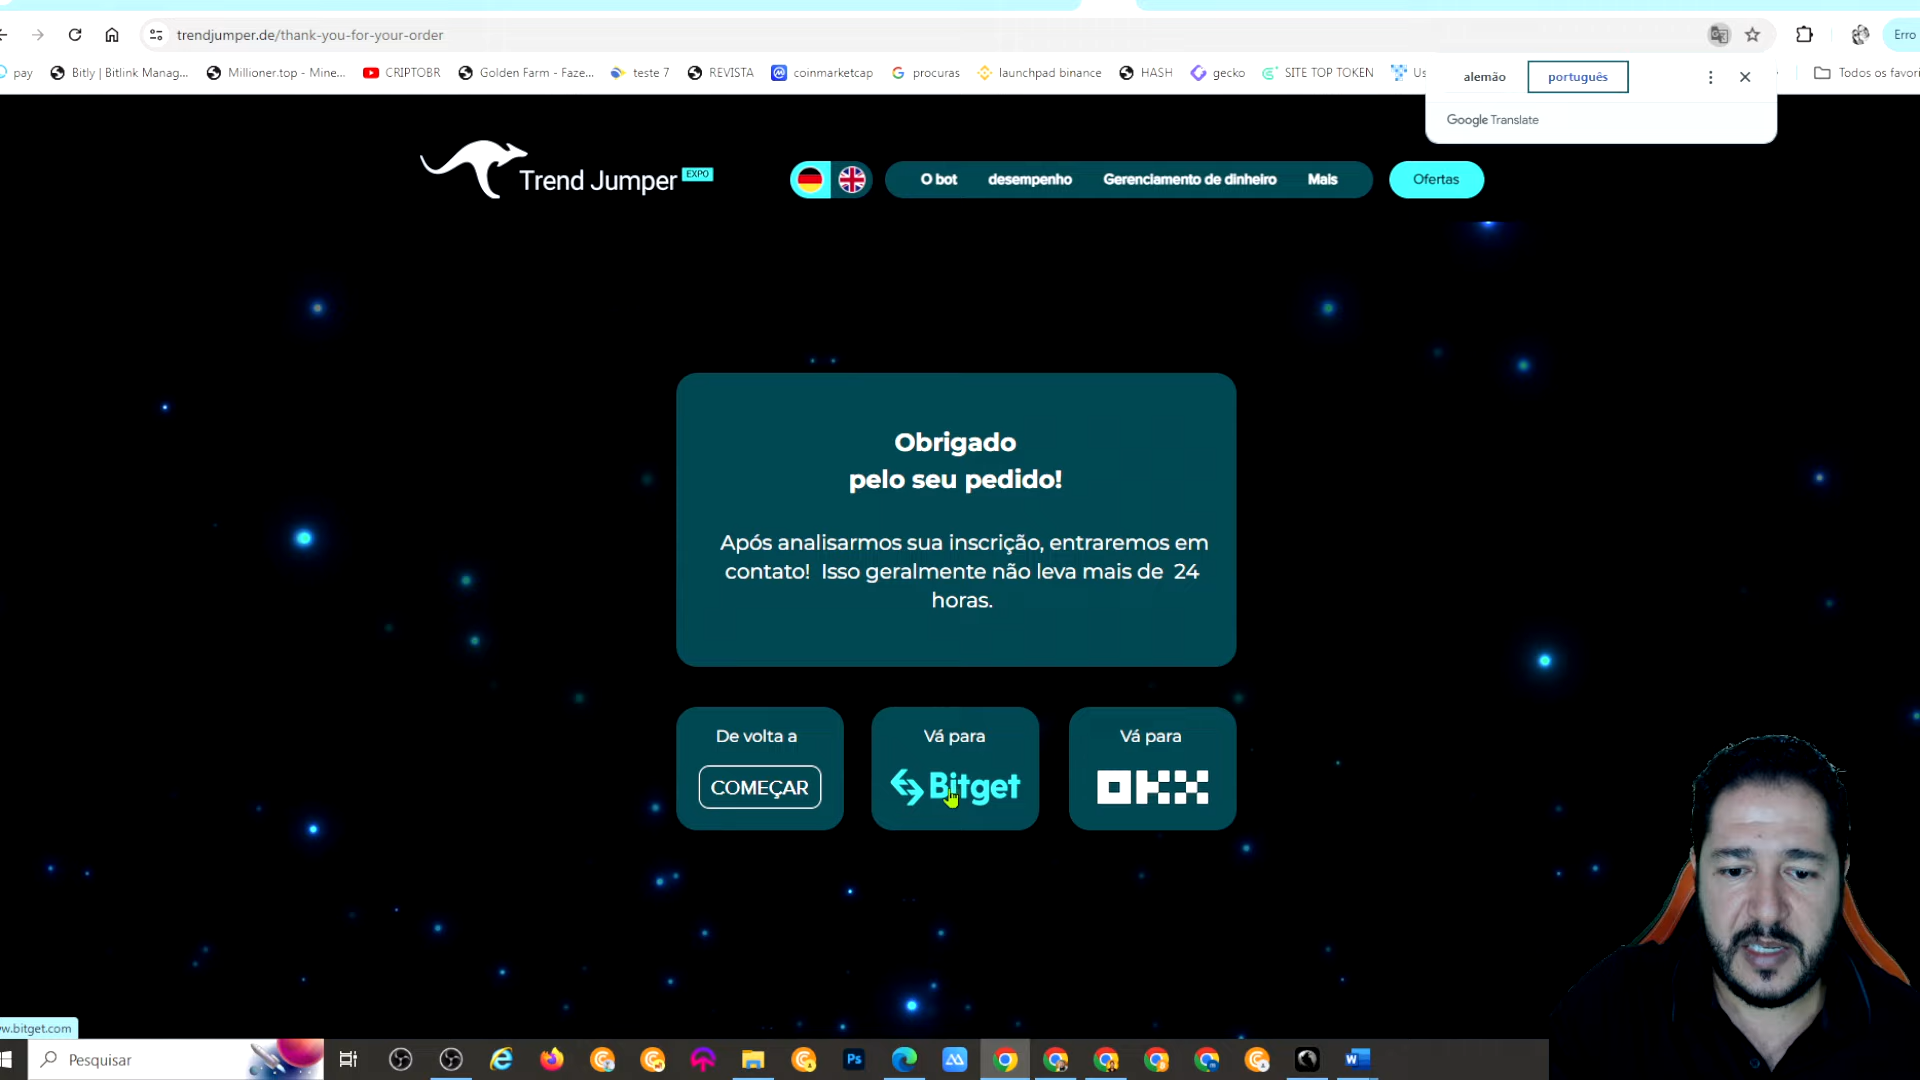 trendjumper.de/thank-you-for-your-order
Erro
pay
Bitly | Bitlink Manag...
Millioner.top - Mine...
CRIPTOBR
Golden Farm - Faze...
teste 7
REVISTA
coinmarketcap
procuras
launchpad binance
HASH
gecko
SITE TOP TOKEN
Us
Todos os favori
alemão
português
Google Translate
Trend Jumper EXPO
O bot
desempenho
Gerenciamento de dinheiro
Mais
Ofertas
Obrigado
pelo seu pedido!
Após analisarmos sua inscrição, entraremos em
contato! Isso geralmente não leva mais de 24
horas.
De volta a
COMEÇAR
Vá para
Bitget
Vá para
OKX
w.bitget.com
Pesquisar
Ps